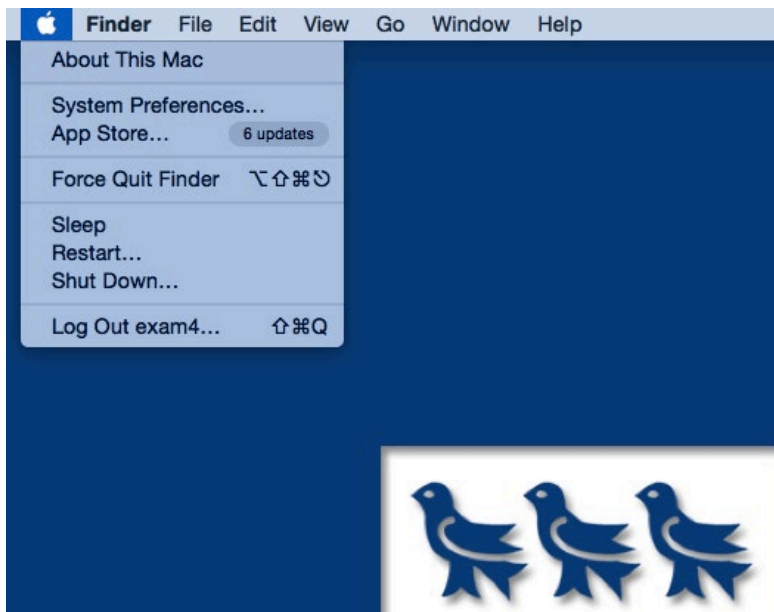 Finder File Edit View Go Window Help
About This Mac
System Preferences...
App Store... 6 updates
Force Quit Finder ⌥⇧⌘⎋
Sleep
Restart...
Shut Down...
Log Out exam4... ⇧⌘Q